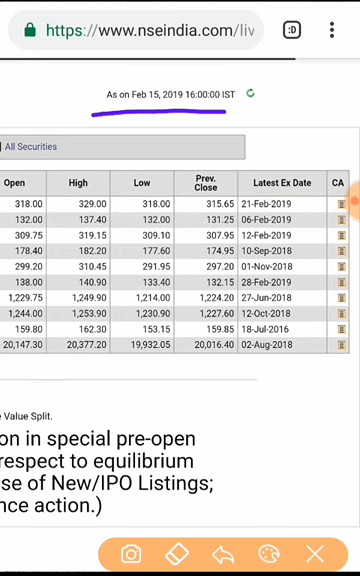 https://www.nseindia.com/liv
:D
As on Feb 15, 2019 16:00:00 IST
All Securities
Open High Low Prev. Close Latest Ex Date CA
318.00 329.00 318.00 315.65 21-Feb-2019
132.00 137.40 132.00 131.25 06-Feb-2019
309.75 319.15 309.10 307.95 12-Feb-2019
178.40 182.20 177.60 174.95 10-Sep-2018
299.20 310.45 291.95 297.20 01-Nov-2018
138.00 140.90 133.40 132.15 28-Feb-2019
1,229.75 1,249.90 1,214.00 1,224.20 27-Jun-2018
1,244.00 1,253.90 1,230.90 1,227.60 12-Oct-2018
159.80 162.30 153.15 159.85 18-Jul-2016
20,147.30 20,377.20 19,932.05 20,016.40 02-Aug-2018
e Value Split.
on in special pre-open
respect to equilibrium
se of New/IPO Listings;
nce action.)